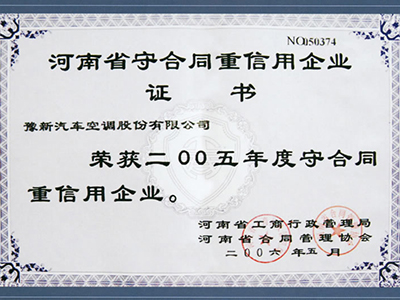 NO:050374
河南省守合同重信用企业
证 书
豫新汽车空调股份有限公司
荣获二00五年度守合同
重信用企业。
河南省工商行政管理局
河南省合同管理协会
二00六年五月